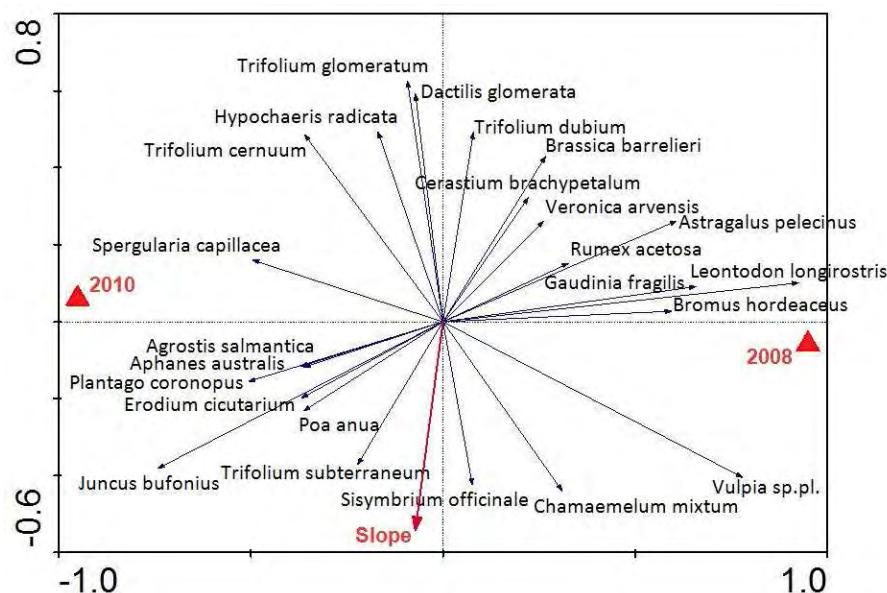 0.8
Trifolium glomeratum
Dactilis glomerata
Hypochaeris radicata
Trifolium dubium
Trifolium cernuum
Brassica barrelieri
Cerastium brachypetalum
Veronica arvensis
Astragalus pelecinus
Spergularia capillacea
Rumex acetosa
Leontodon longirostris
2010
Gaudinia fragilis
Bromus hordeaceus
Agrostis salmantica
2008
Aphanes australis
Plantago coronopus
Erodium cicutarium
Poa anua
Juncus bufonius
Trifolium subterraneum
Sisymbrium officinale
Vulpia sp.pl.
Chamaemelum mixtum
Slope
-0.6
-1.0
1.0